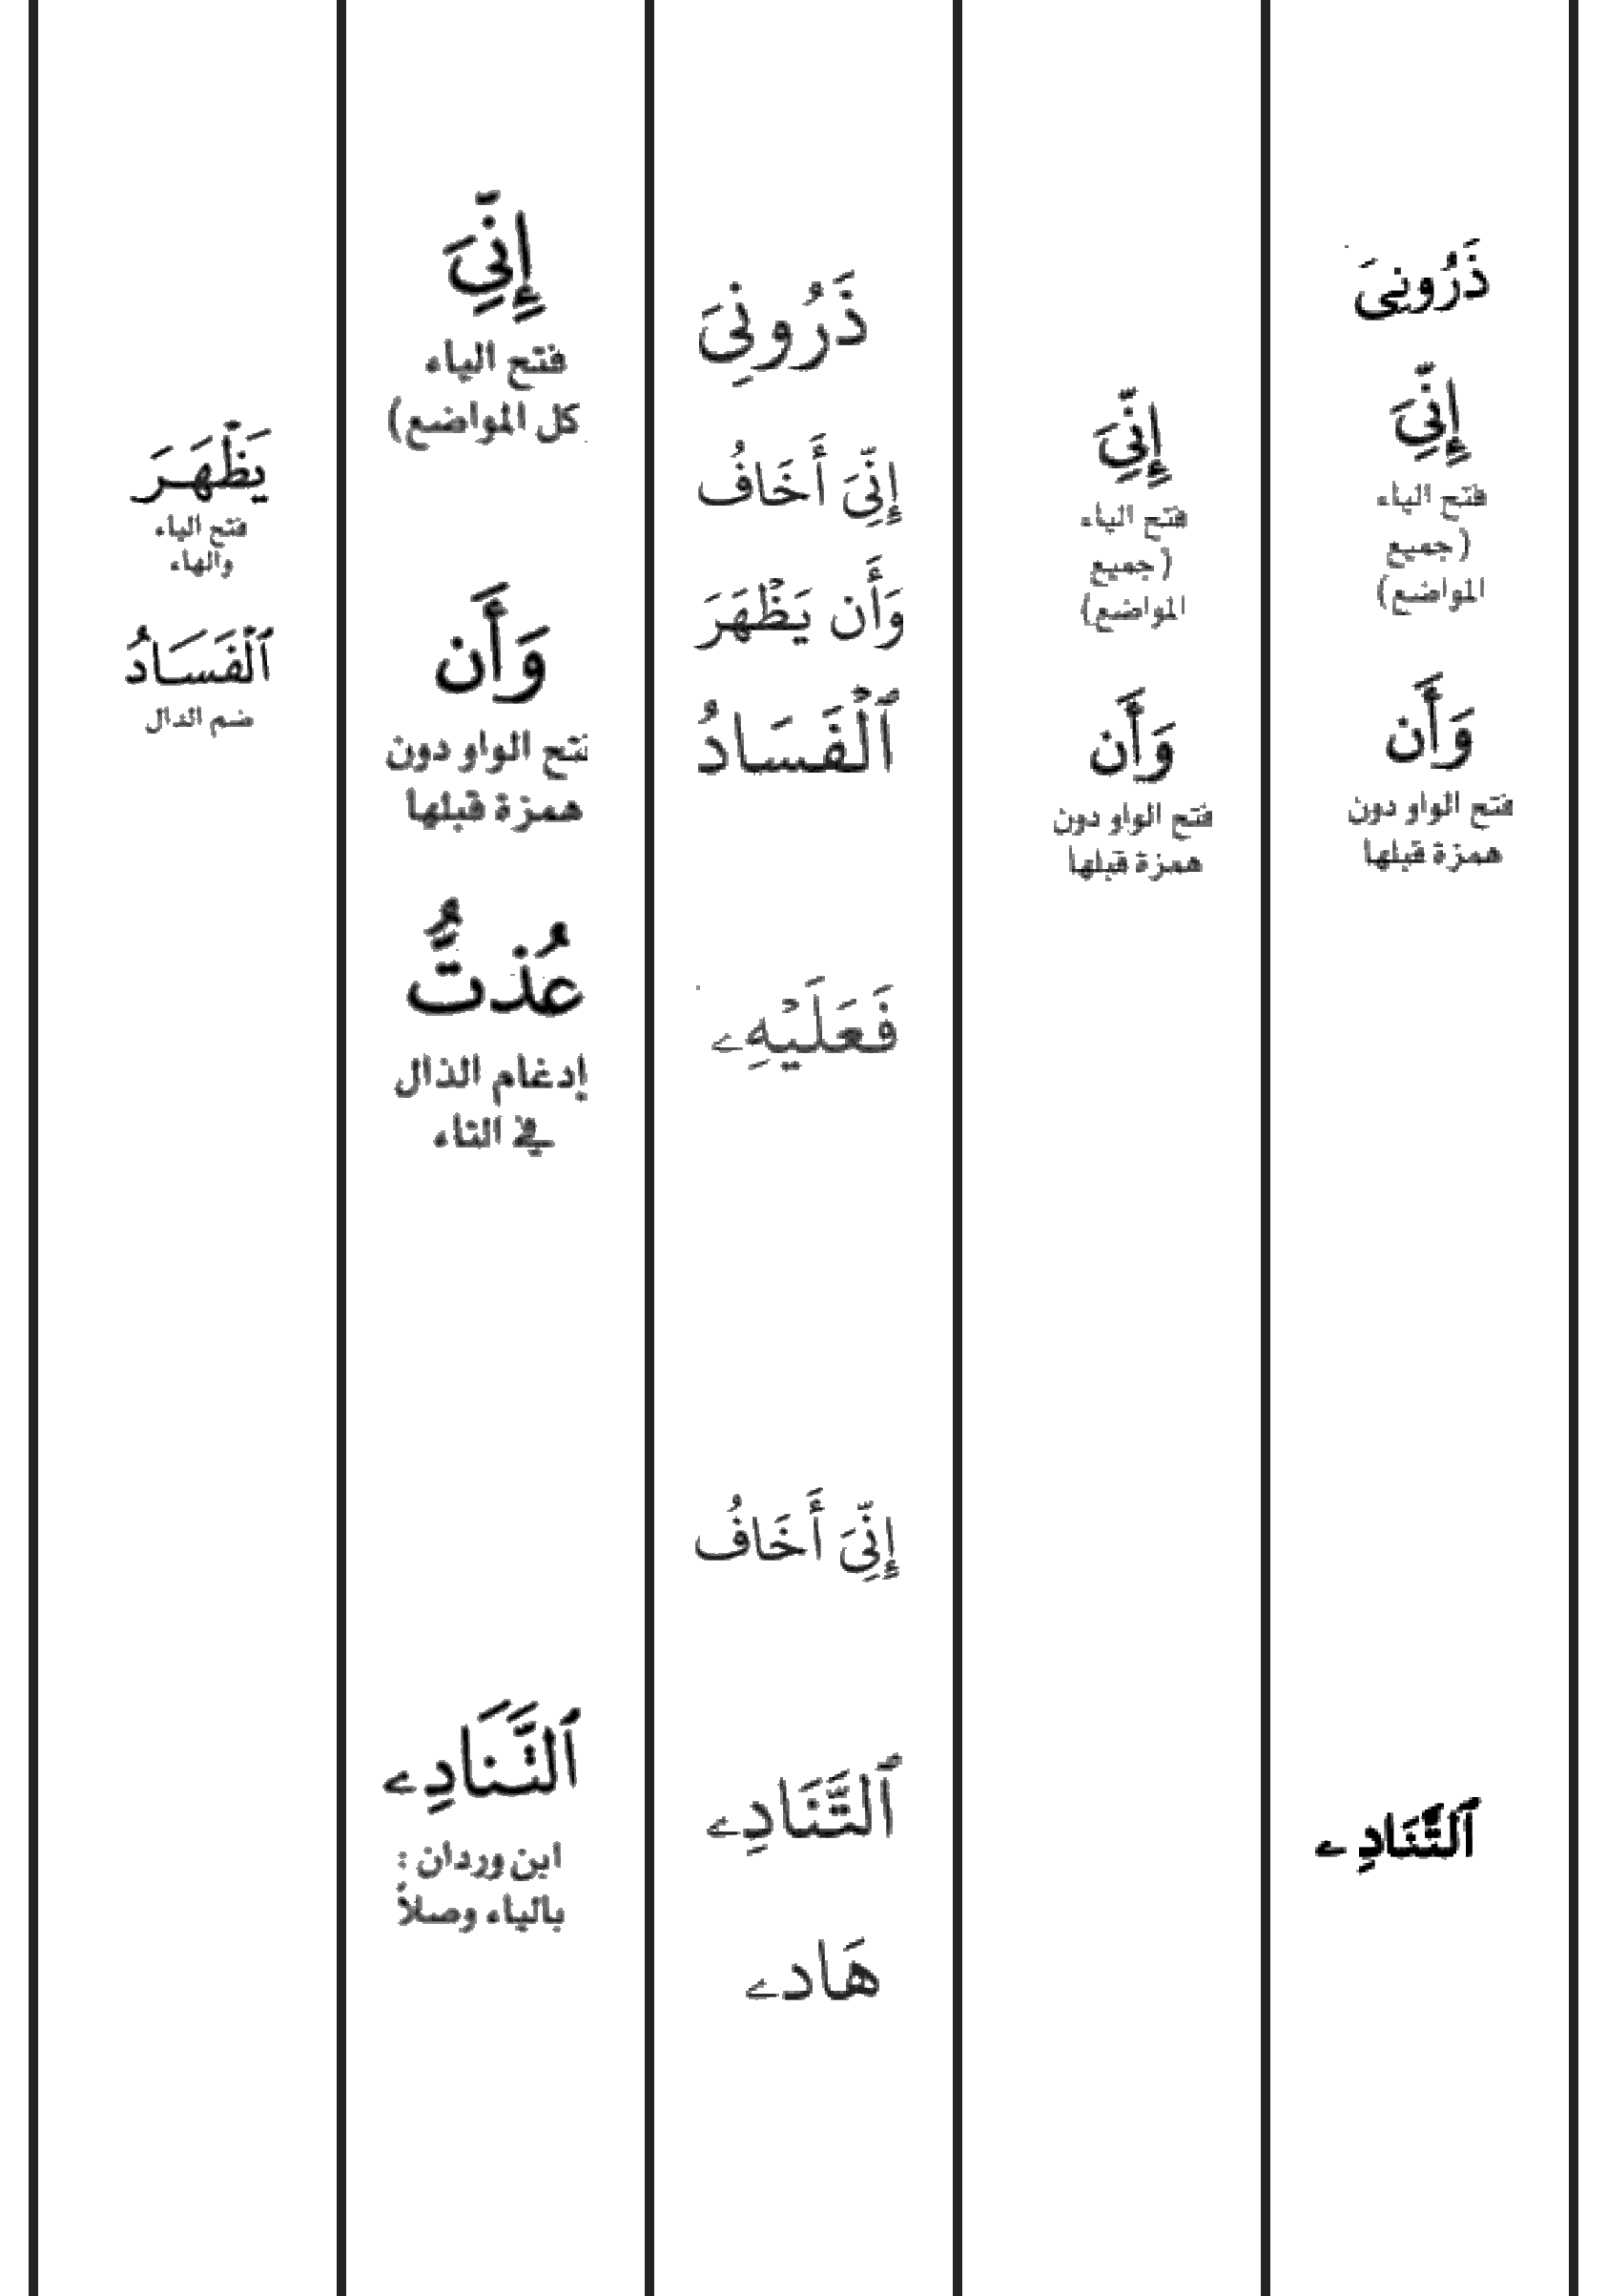 ذَرُونِىَ
إِنِّىَ
فتح الياء
(جميع
المواضع)
وَأَن
فتح الواو دون
همزة قبلها
ٱلتَّنَادِۦ
إِنِّىَ
فتح الياء
(جميع
المواضع)
وَأَن
فتح الواو دون
همزة قبلها
ذَرُونِىَ
إِنِّىَ أَخَافُ
وَأَن يَظْهَرَ
ٱلْفَسَادُ
فَعَلَيْهِۦ
إِنِّىَ أَخَافُ
ٱلتَّنَادِۦ
هَادۦ
إِنِّىَ
فتح الياء
كل المواضع)
وَأَن
فتح الواو دون
همزة قبلها
عُذتُّ
إدغام الذال
في التاء
ٱلتَّنَادِۦ
ابن وردان :
بالياء وصلاً
يَظْهَرَ
فتح الياء
والهاء
ٱلْفَسَادُ
ضم الدال